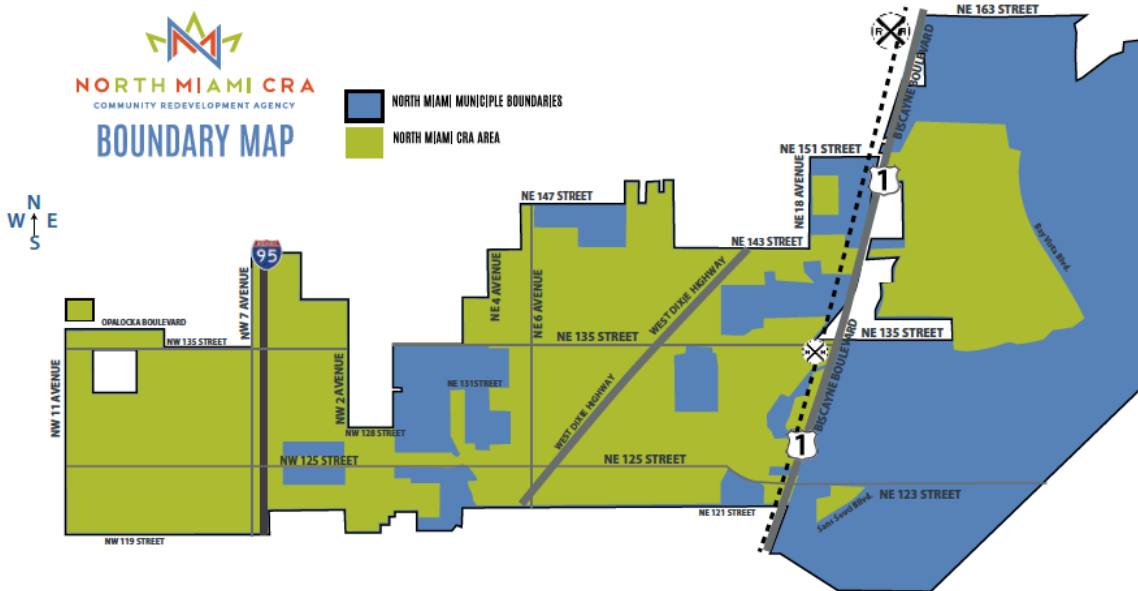 NORTH MIAMI CRA
COMMUNITY REDEVELOPMENT AGENCY
BOUNDARY MAP
NORTH MIAMI MUNICIPLE BOUNDARIES
NORTH MIAMI CRA AREA
N
W E
S
NE 163 STREET
R R
BISCAYNE BOULEVARD
NE 151 STREET
1
NE 18 AVENUE
NE 147 STREET
Bay Vista Blvd.
NE 143 STREET
95
NW 7 AVENUE
NE 4 AVENUE
NE 6 AVENUE
WEST DIXIE HIGHWAY
OPALOCKA BOULEVARD
NW 135 STREET
NE 135 STREET
NE 135 STREET
NW 11 AVENUE
NW 2 AVENUE
NE 131 STREET
WEST DIXIE HIGHWAY
BISCAYNE BOULEVARD
NW 128 STREET
1
NW 125 STREET
NE 125 STREET
NE 123 STREET
Sans Souci Blvd.
NE 121 STREET
NW 119 STREET